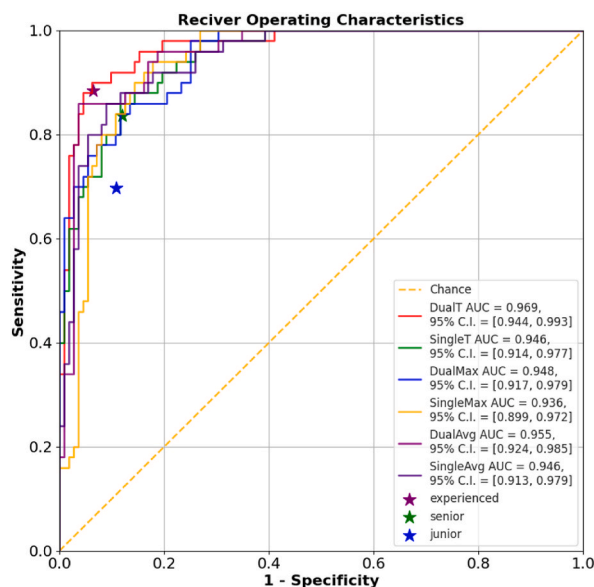 Reciver Operating Characteristics
1.0
0.8
0.6
0.4
0.2
0.0
Sensitivity
Chance
DualT AUC = 0.969,
95% C.I. = [0.944, 0.993]
SingleT AUC = 0.946,
95% C.I. = [0.914, 0.977]
DualMax AUC = 0.948,
95% C.I. = [0.917, 0.979]
SingleMax AUC = 0.936,
95% C.I. = [0.899, 0.972]
DualAvg AUC = 0.955,
95% C.I. = [0.924, 0.985]
SingleAvg AUC = 0.946,
95% C.I. = [0.913, 0.979]
experienced
senior
junior
0.0 0.2 0.4 0.6 0.8 1.0
1 - Specificity